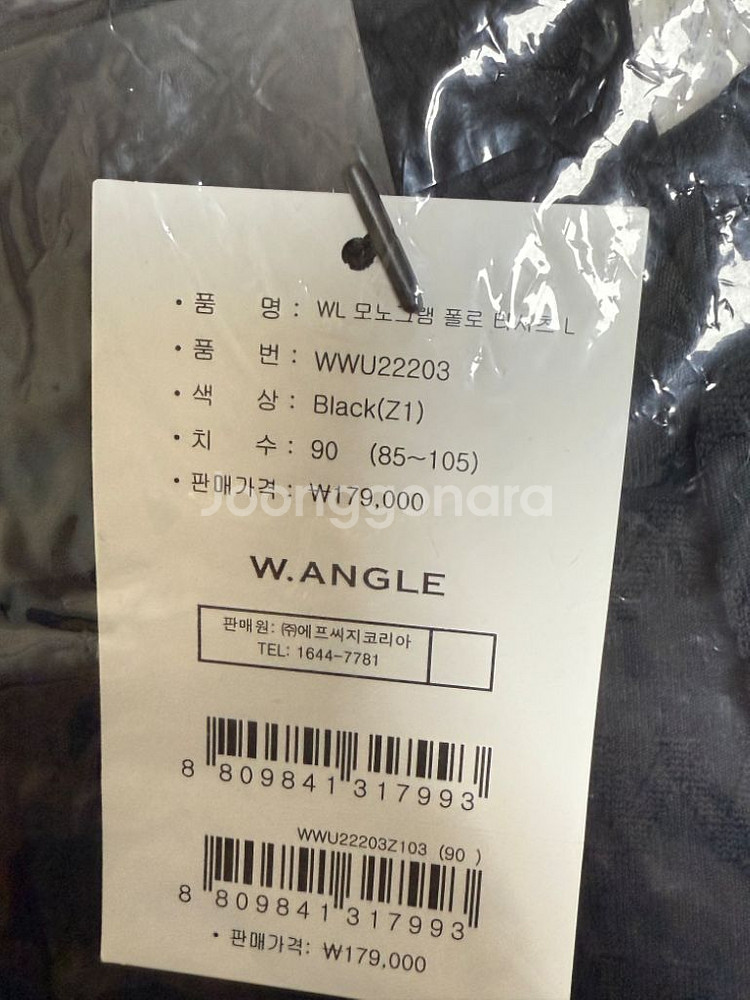 • 품 명 : WL 모노그램 폴로 티셔츠 L
• 품 번 : WWU22203
• 색 상 : Black(Z1)
• 치 수 : 90 (85~105)
• 판매가격 : ₩179,000
Joonggonara
W.ANGLE
판매원: ㈜에프씨지코리아
TEL: 1644-7781
8 809841 317993
WWU22203Z103 (90 )
8 809841 317993
• 판매가격: ₩179,000